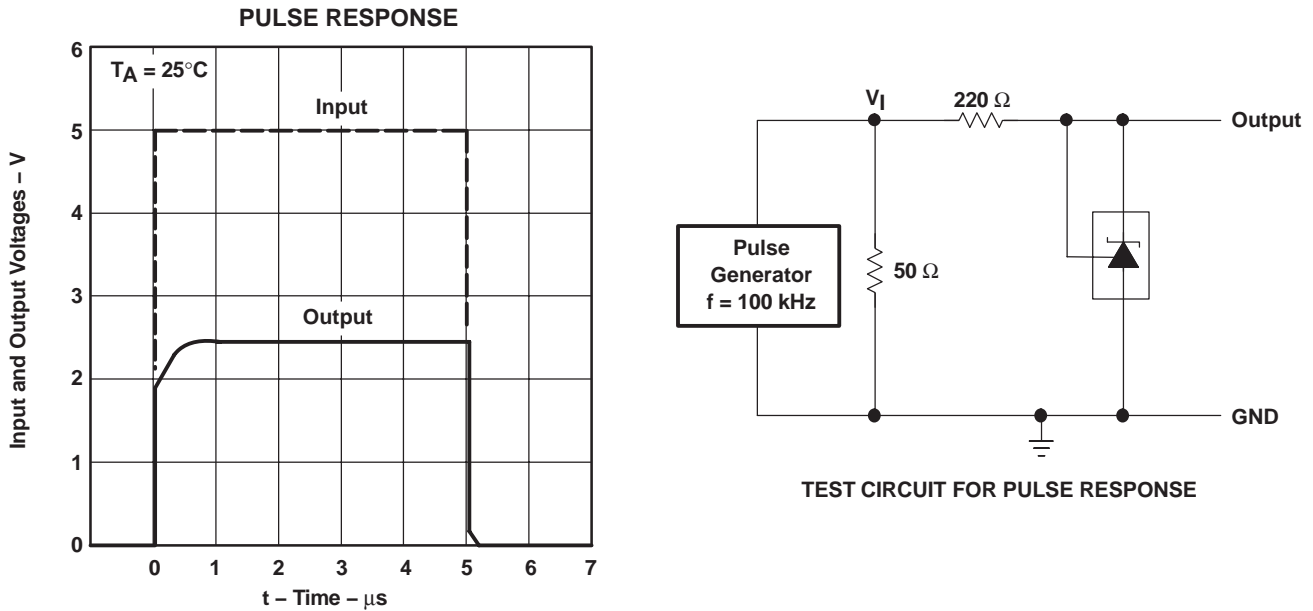 PULSE RESPONSE
6
5
4
3
2
1
0
Input and Output Voltages – V
TA = 25°C
Input
Output
0 1 2 3 4 5 6 7
t – Time – μs
VI
220 Ω
Output
Pulse
Generator
f = 100 kHz
50 Ω
GND
TEST CIRCUIT FOR PULSE RESPONSE